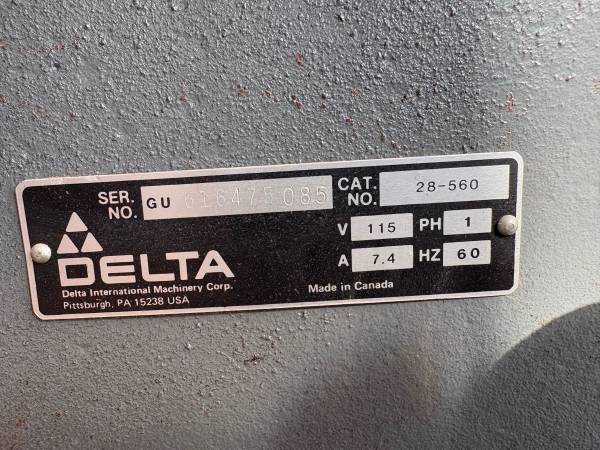 SER. NO. GU 616475 085
CAT. NO. 28-560
V 115 PH 1
A 7.4 HZ 60
DELTA
Delta International Machinery Corp.
Pittsburgh, PA 15238 USA
Made in Canada